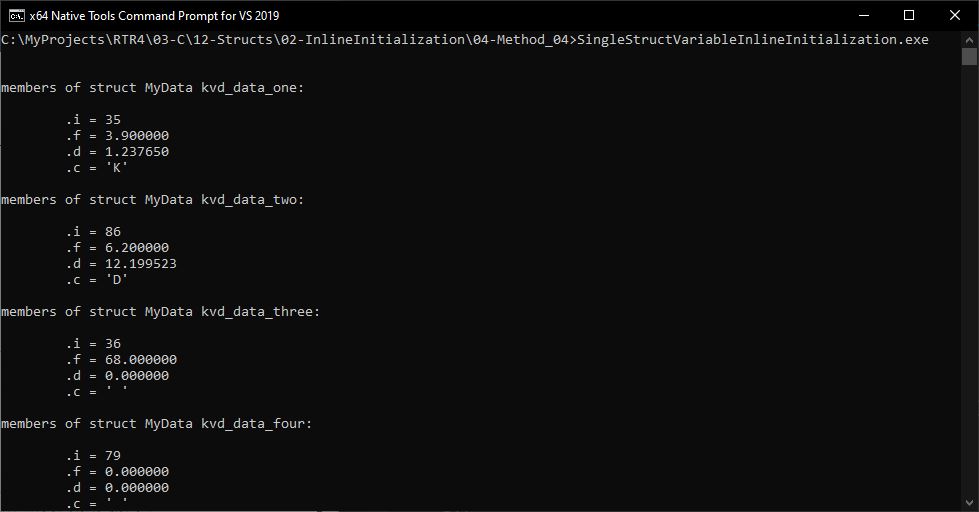 x64 Native Tools Command Prompt for VS 2019
C:\MyProjects\RTR4\03-C\12-Structs\02-InlineInitialization\04-Method_04>SingleStructVariableInlineInitialization.exe
members of struct MyData kvd_data_one:
.i = 35
.f = 3.900000
.d = 1.237650
.c = 'K'
members of struct MyData kvd_data_two:
.i = 86
.f = 6.200000
.d = 12.199523
.c = 'D'
members of struct MyData kvd_data_three:
.i = 36
.f = 68.000000
.d = 0.000000
.c = ' '
members of struct MyData kvd_data_four:
.i = 79
.f = 0.000000
.d = 0.000000
.c = ' '